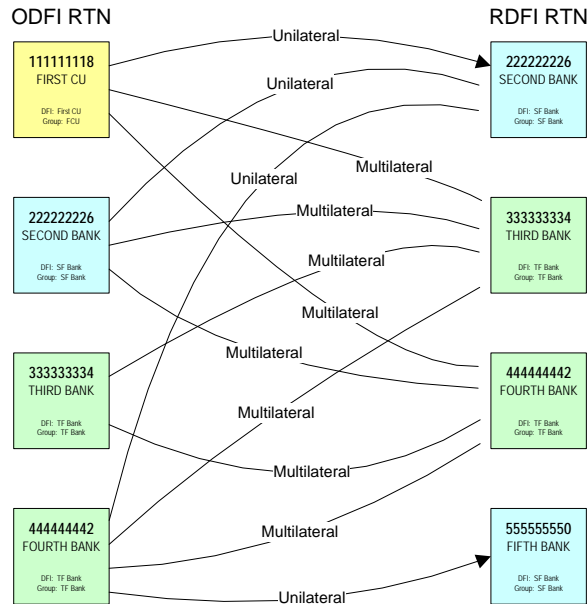 ODFI RTN
RDFI RTN
111111118
FIRST CU
DFI: First CU
Group: FCU
Unilateral
222222226
SECOND BANK
DFI: SF Bank
Group: SF Bank
Unilateral
Multilateral
Unilateral
222222226
SECOND BANK
DFI: SF Bank
Group: SF Bank
Multilateral
333333334
THIRD BANK
DFI: TF Bank
Group: TF Bank
Multilateral
Multilateral
Multilateral
333333334
THIRD BANK
DFI: TF Bank
Group: TF Bank
444444442
FOURTH BANK
DFI: TF Bank
Group: TF Bank
Multilateral
Multilateral
444444442
FOURTH BANK
DFI: TF Bank
Group: TF Bank
Multilateral
555555550
FIFTH BANK
DFI: SF Bank
Group: SF Bank
Unilateral